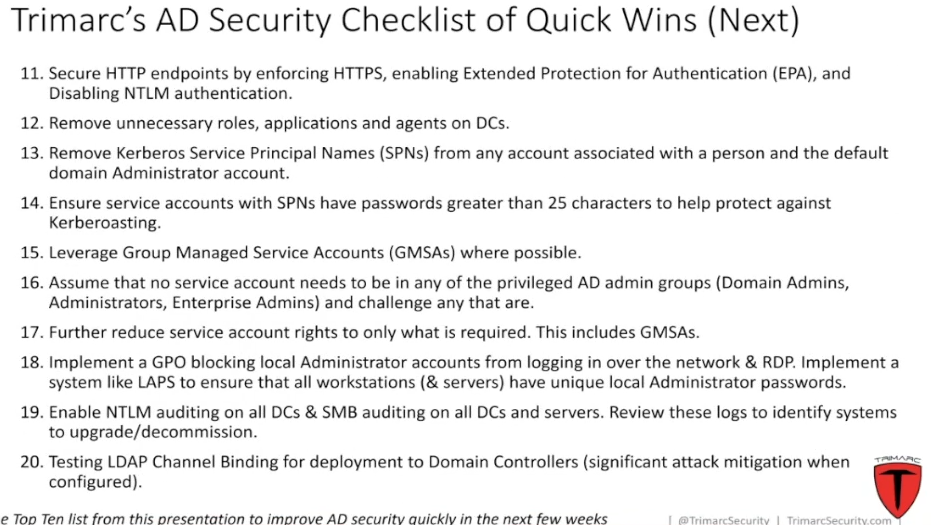 Trimarc's AD Security Checklist of Quick Wins (Next)
11. Secure HTTP endpoints by enforcing HTTPS, enabling Extended Protection for Authentication (EPA), and
Disabling NTLM authentication.
12. Remove unnecessary roles, applications and agents on DCs.
13. Remove Kerberos Service Principal Names (SPNs) from any account associated with a person and the default
domain Administrator account.
14. Ensure service accounts with SPNs have passwords greater than 25 characters to help protect against
Kerberoasting.
15. Leverage Group Managed Service Accounts (GMSAs) where possible.
16. Assume that no service account needs to be in any of the privileged AD admin groups (Domain Admins,
Administrators, Enterprise Admins) and challenge any that are.
17. Further reduce service account rights to only what is required. This includes GMSAs.
18. Implement a GPO blocking local Administrator accounts from logging in over the network & RDP. Implement a
system like LAPS to ensure that all workstations (& servers) have unique local Administrator passwords.
19. Enable NTLM auditing on all DCs & SMB auditing on all DCs and servers. Review these logs to identify systems
to upgrade/decommission.
20. Testing LDAP Channel Binding for deployment to Domain Controllers (significant attack mitigation when
configured).
TRIMARC
e Top Ten list from this presentation to improve AD security quickly in the next few weeks
| @TrimarcSecurity | TrimarcSecurity.com |